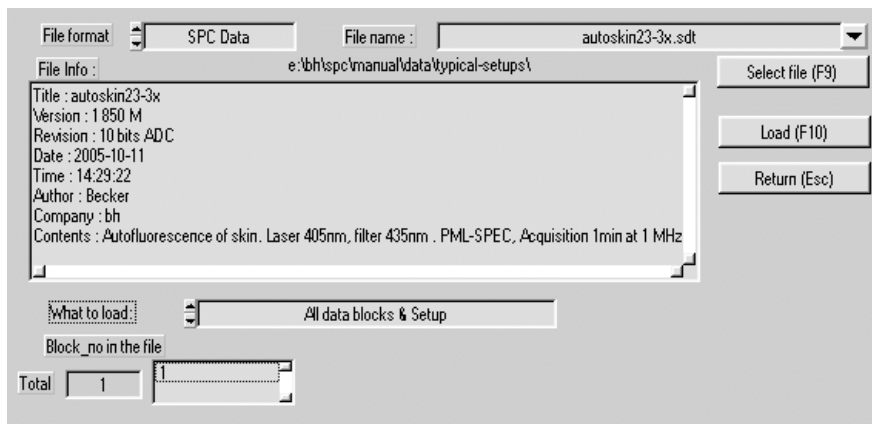 File format SPC Data File name : autoskin23-3x.sdt
File Info : e:\bh\spc\manual\data\typical-setups\ Select file (F9)
Title : autoskin23-3x
Version : 1 850 M
Revision : 10 bits ADC
Load (F10)
Date : 2005-10-11
Time : 14:29:22
Return (Esc)
Author : Becker
Company : bh
Contents : Autofluorescence of skin. Laser 405nm, filter 435nm . PML-SPEC, Acquisition 1min at 1 MHz
What to load: All data blocks & Setup
Block_no in the file
Total 1 1